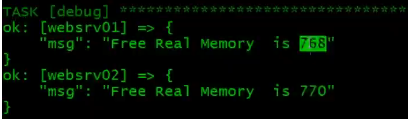 TASK [debug] ********************************
ok: [websrv01] => {
"msg": "Free Real Memory  is 768"
}
ok: [websrv02] => {
"msg": "Free Real Memory  is 770"
}